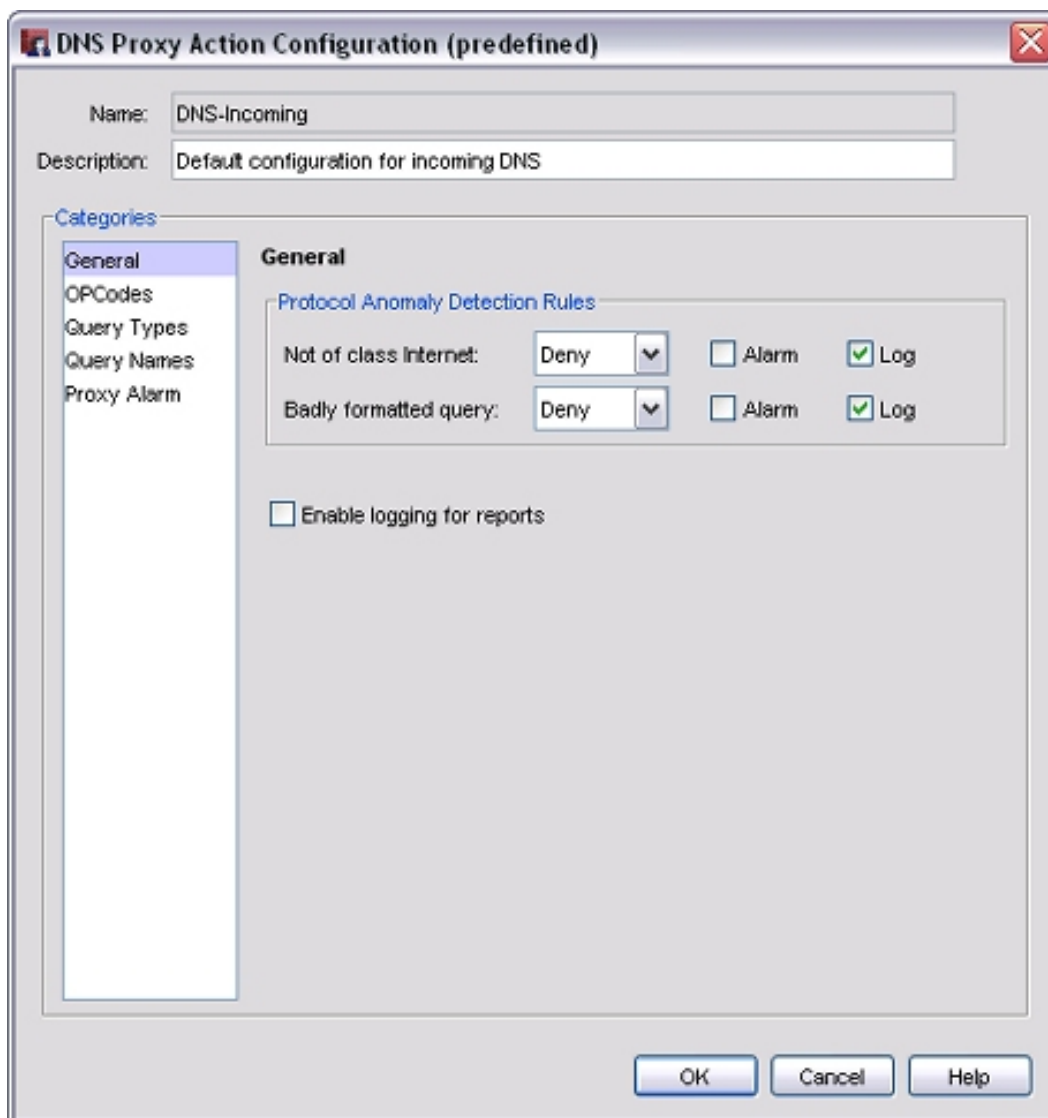 DNS Proxy Action Configuration (predefined)
Name: DNS-Incoming
Description: Default configuration for incoming DNS
Categories
General
OPCodes
Query Types
Query Names
Proxy Alarm
General
Protocol Anomaly Detection Rules
Not of class Internet: Deny Alarm Log
Badly formatted query: Deny Alarm Log
Enable logging for reports
OK Cancel Help